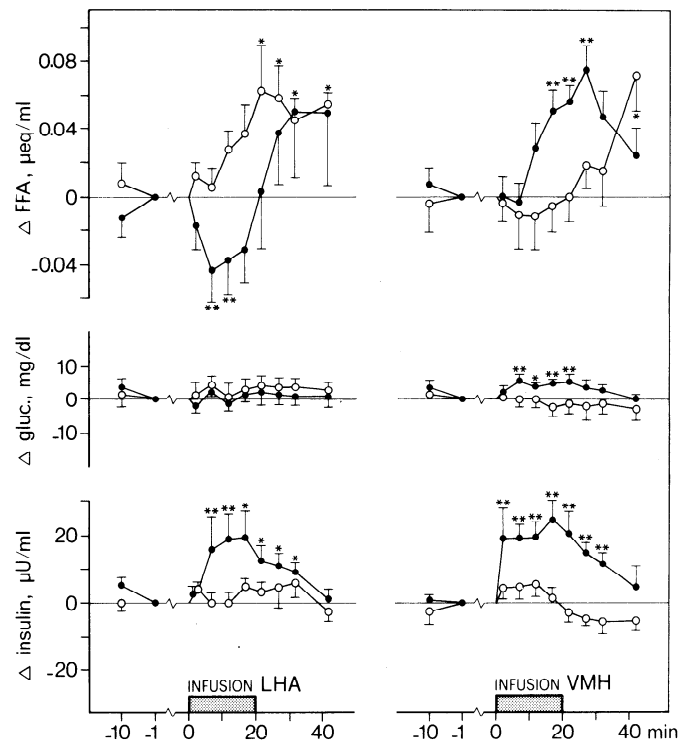 Δ FFA, µeq/ml
0.08
0.04
0
-0.04
* * * *
** **
** ** ** *
Δ gluc., mg/dl
10
0
-10
** * ** **
Δ insulin, µU/ml
20
0
-20
** ** * * * *
** ** ** ** ** ** **
INFUSION LHA
INFUSION VMH
-10 -1 0 20 40
-10 -1 0 20 40 min